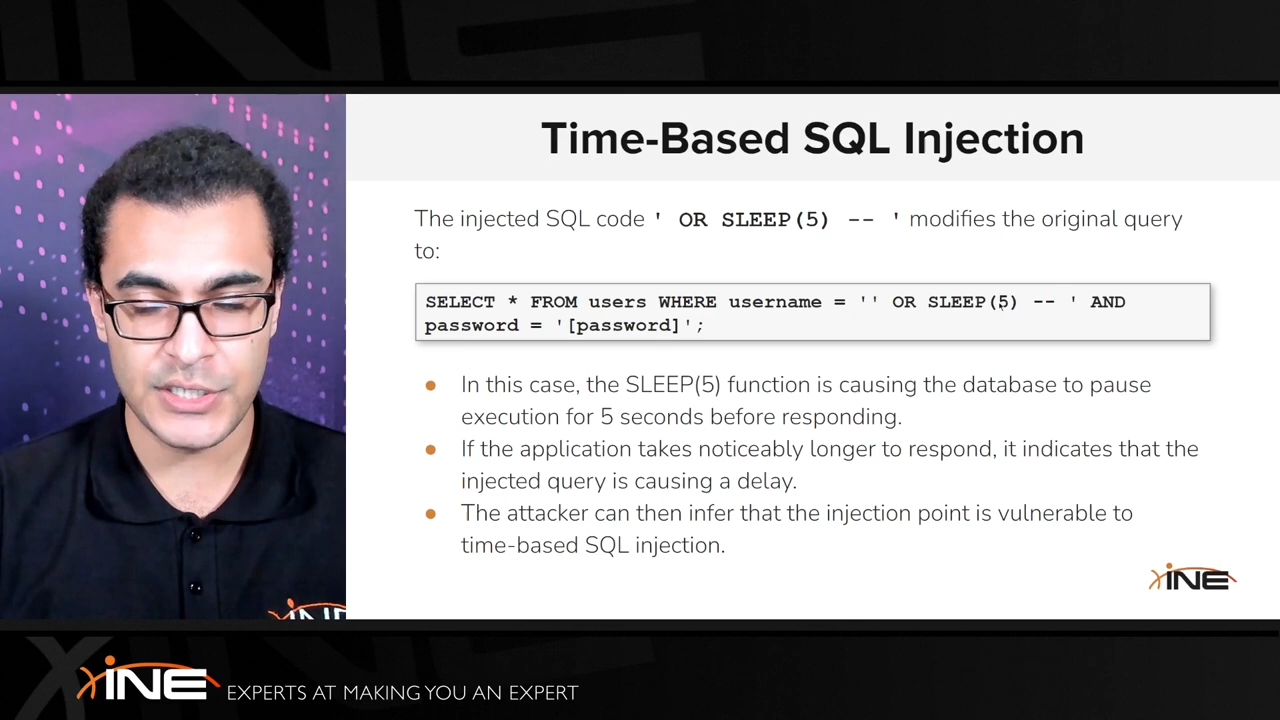 Time-Based SQL Injection
The injected SQL code ' OR SLEEP(5) -- ' modifies the original query
to:
SELECT * FROM users WHERE username = '' OR SLEEP(5) -- ' AND
password = '[password]';
● In this case, the SLEEP(5) function is causing the database to pause
execution for 5 seconds before responding.
● If the application takes noticeably longer to respond, it indicates that the
injected query is causing a delay.
● The attacker can then infer that the injection point is vulnerable to
time-based SQL injection.
INE
INE
INE EXPERTS AT MAKING YOU AN EXPERT